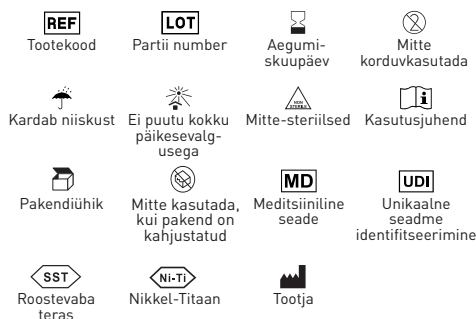 REF
LOT
Tootekood
Partii number
Aegumi-
skuupäev
Mitte
korduvkasutada
2
NON
STERILE
i
Kardab niiskust
Ei puutu kokku
päikesevalg-
usega
Mitte-steriilsed
Kasutusjuhend
MD
UDI
Pakendiühik
Mitte kasutada,
kui pakend on
kahjustatud
Meditsiiniline
seade
Unikaalne
seadme
identifitseerimine
SST
Ni-Ti
Roostevaba
teras
Nikkel-Titaan
Tootja